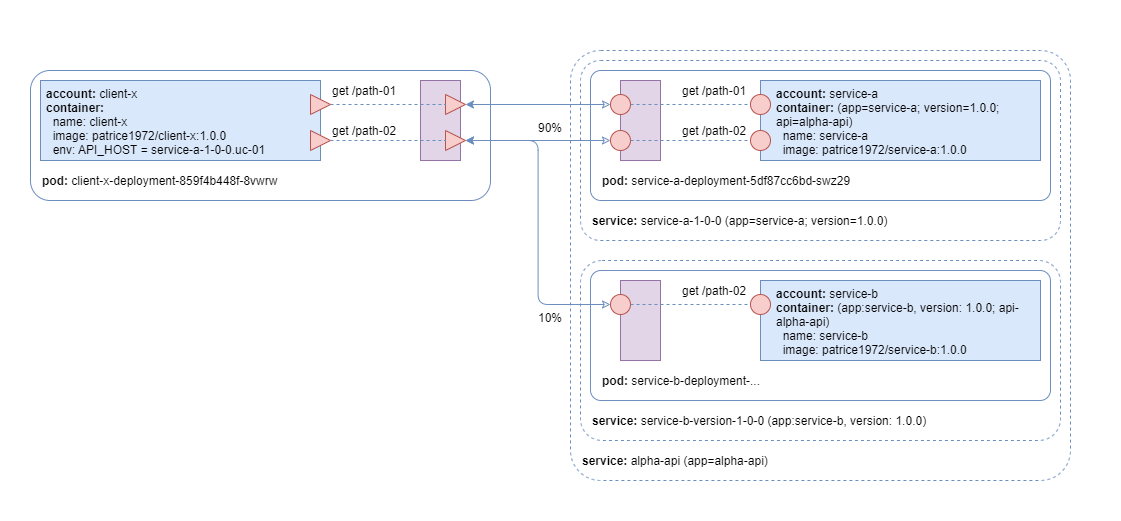 account: client-x
container:
name: client-x
image: patrice1972/client-x:1.0.0
env: API_HOST = service-a-1-0-0.uc-01
get /path-01
get /path-02
pod: client-x-deployment-859f4b448f-8vwrw
90%
10%
get /path-01
get /path-02
account: service-a
container: (app=service-a; version=1.0.0;
api=alpha-api)
name: service-a
image: patrice1972/service-a:1.0.0
pod: service-a-deployment-5df87cc6bd-swz29
service: service-a-1-0-0 (app=service-a; version=1.0.0)
get /path-02
account: service-b
container: (app:service-b, version: 1.0.0; api-
alpha-api)
name: service-b
image: patrice1972/service-b:1.0.0
pod: service-b-deployment-...
service: service-b-version-1-0-0 (app:service-b, version: 1.0.0)
service: alpha-api (app=alpha-api)